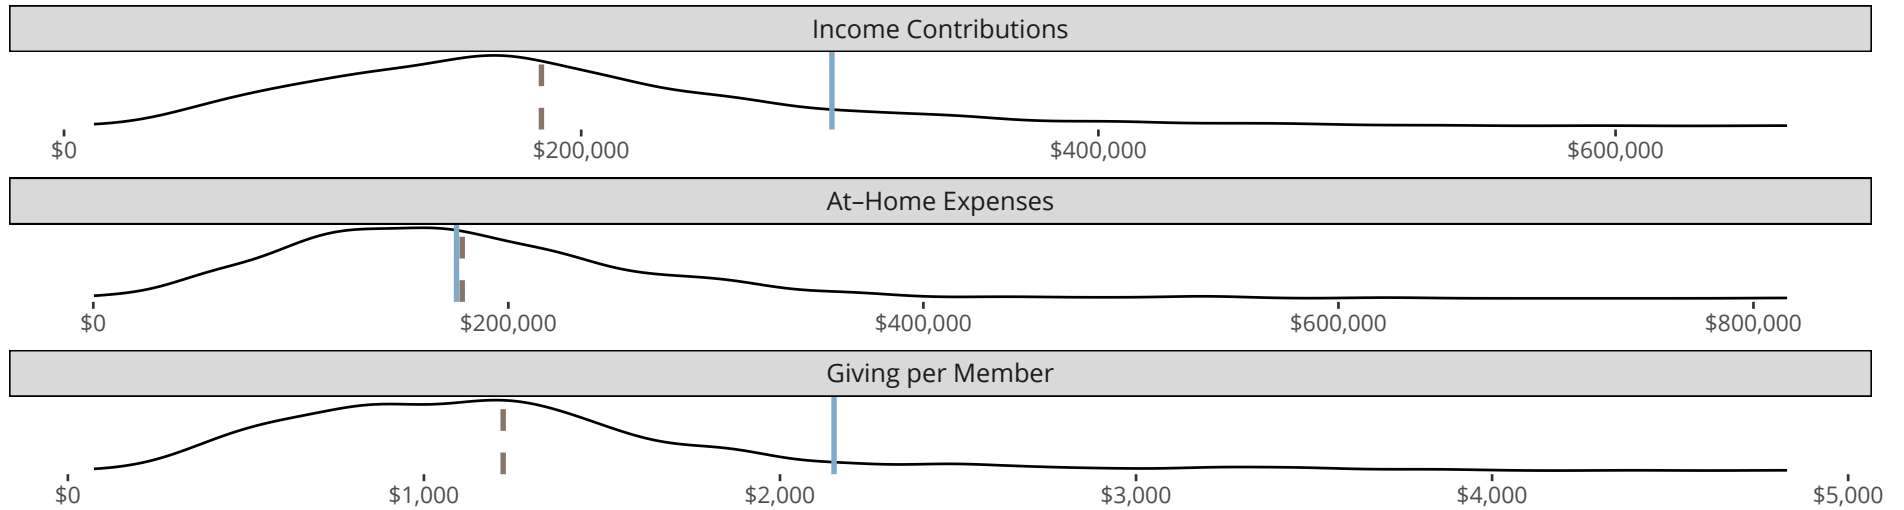 Income Contributions
$0 $200,000 $400,000 $600,000
At–Home Expenses
$0 $200,000 $400,000 $600,000 $800,000
Giving per Member
$0 $1,000 $2,000 $3,000 $4,000 $5,000